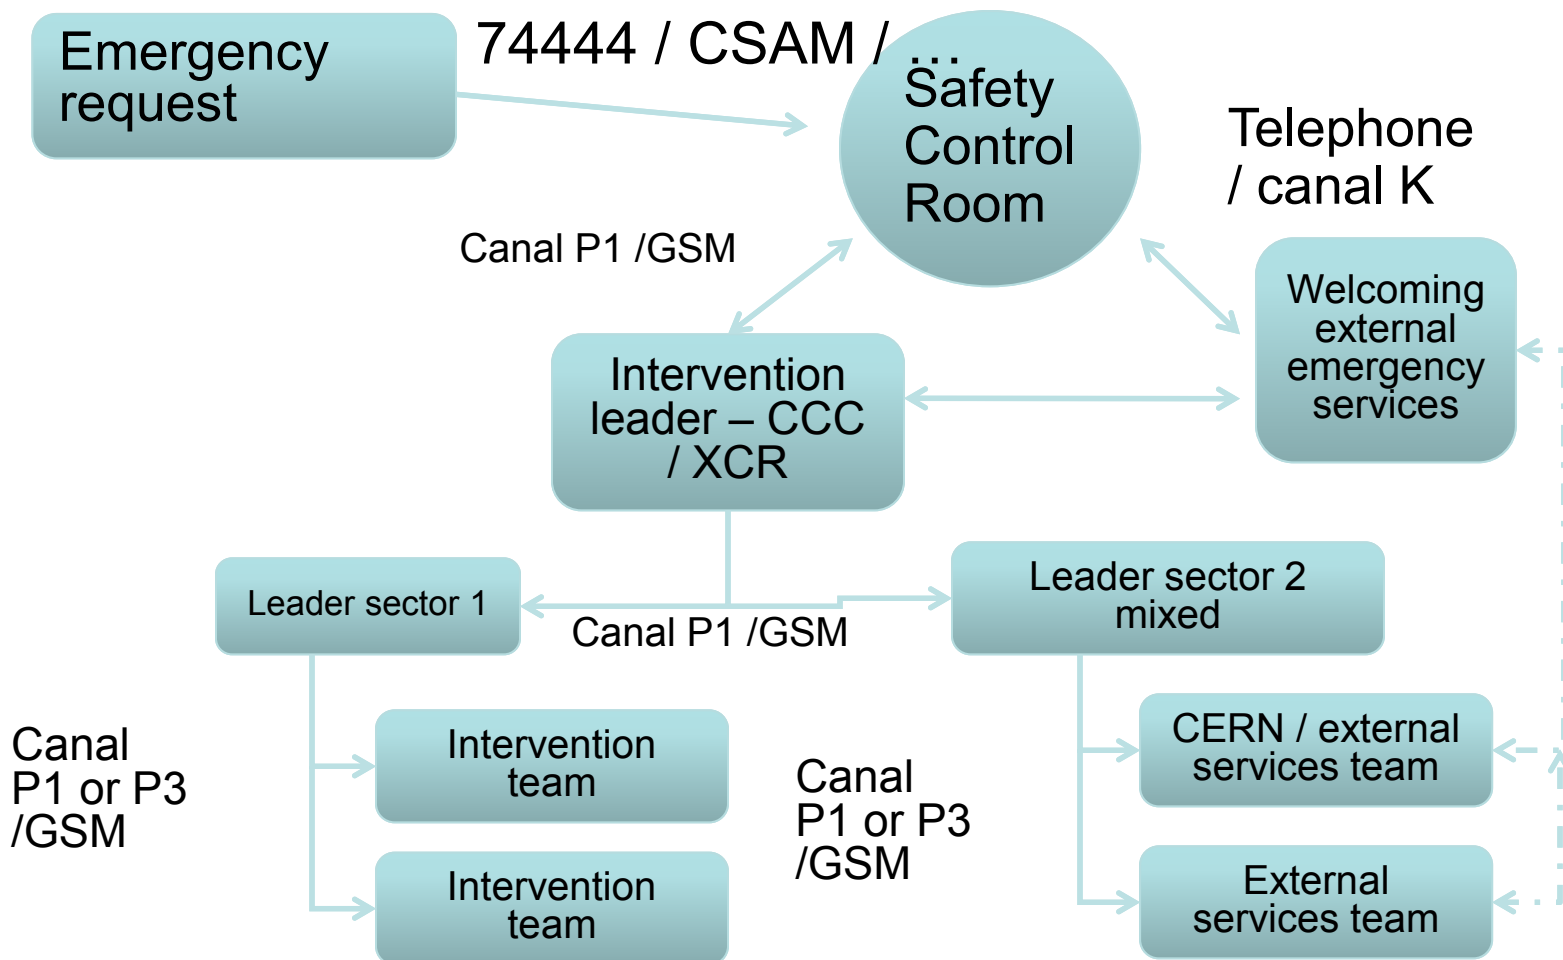 Emergency
request
74444 / CSAM / ...
Safety
Control
Room
Telephone
/ canal K
Canal P1 /GSM
Welcoming
external
emergency
services
Intervention
leader – CCC
/ XCR
Leader sector 1
Canal P1 /GSM
Leader sector 2
mixed
Canal
P1 or P3
/GSM
Intervention
team
Intervention
team
Canal
P1 or P3
/GSM
CERN / external
services team
External
services team